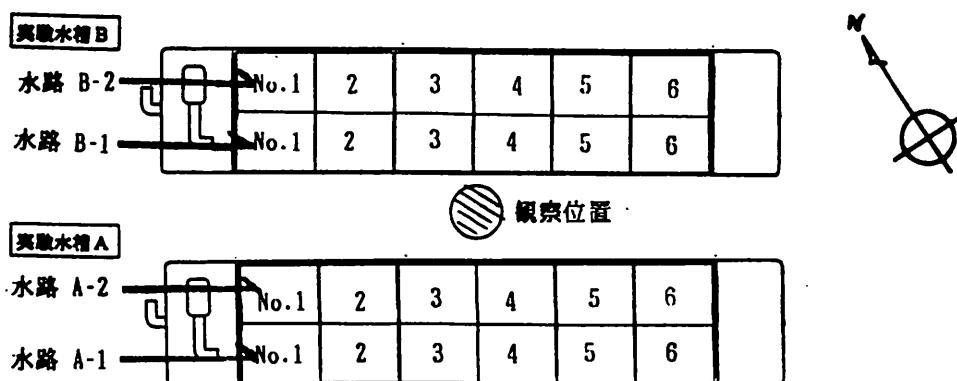 実験水槽B
N
水路 B-2
No.1 2 3 4 5 6
水路 B-1
No.1 2 3 4 5 6
観察位置
実験水槽A
水路 A-2
No.1 2 3 4 5 6
水路 A-1
No.1 2 3 4 5 6